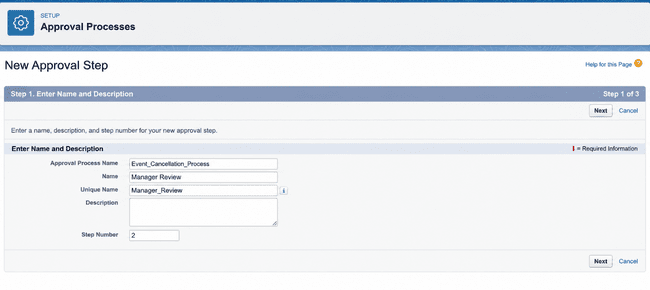 SETUP
Approval Processes
New Approval Step
Help for this Page ?
Step 1. Enter Name and Description Step 1 of 3
Next Cancel
Enter a name, description, and step number for your new approval step.
Enter Name and Description = Required Information
Approval Process Name Event_Cancellation_Process
Name Manager Review
Unique Name Manager_Review i
Description
Step Number 2
Next Cancel